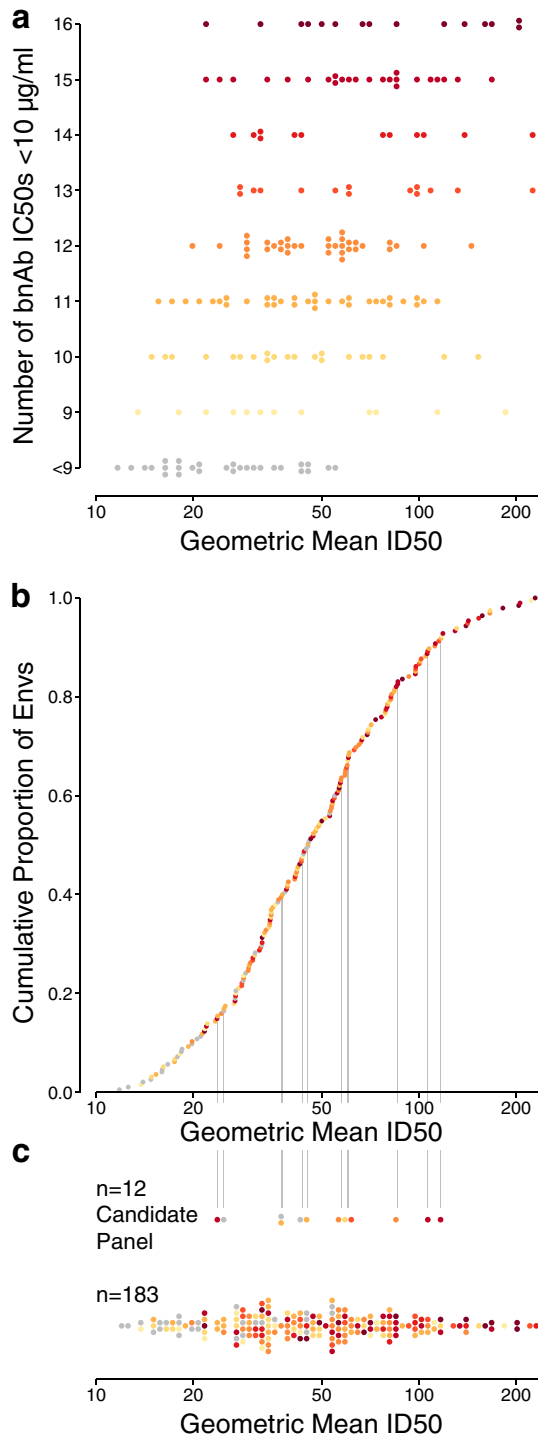 a
Number of bnAb IC50s <10 µg/ml
16
15
14
13
12
11
10
9
<9
10 20 50 100 200
Geometric Mean ID50
b
Cumulative Proportion of Envs
1.0
0.8
0.6
0.4
0.2
0.0
10 20 50 100 200
Geometric Mean ID50
c
n=12
Candidate
Panel
n=183
10 20 50 100 200
Geometric Mean ID50